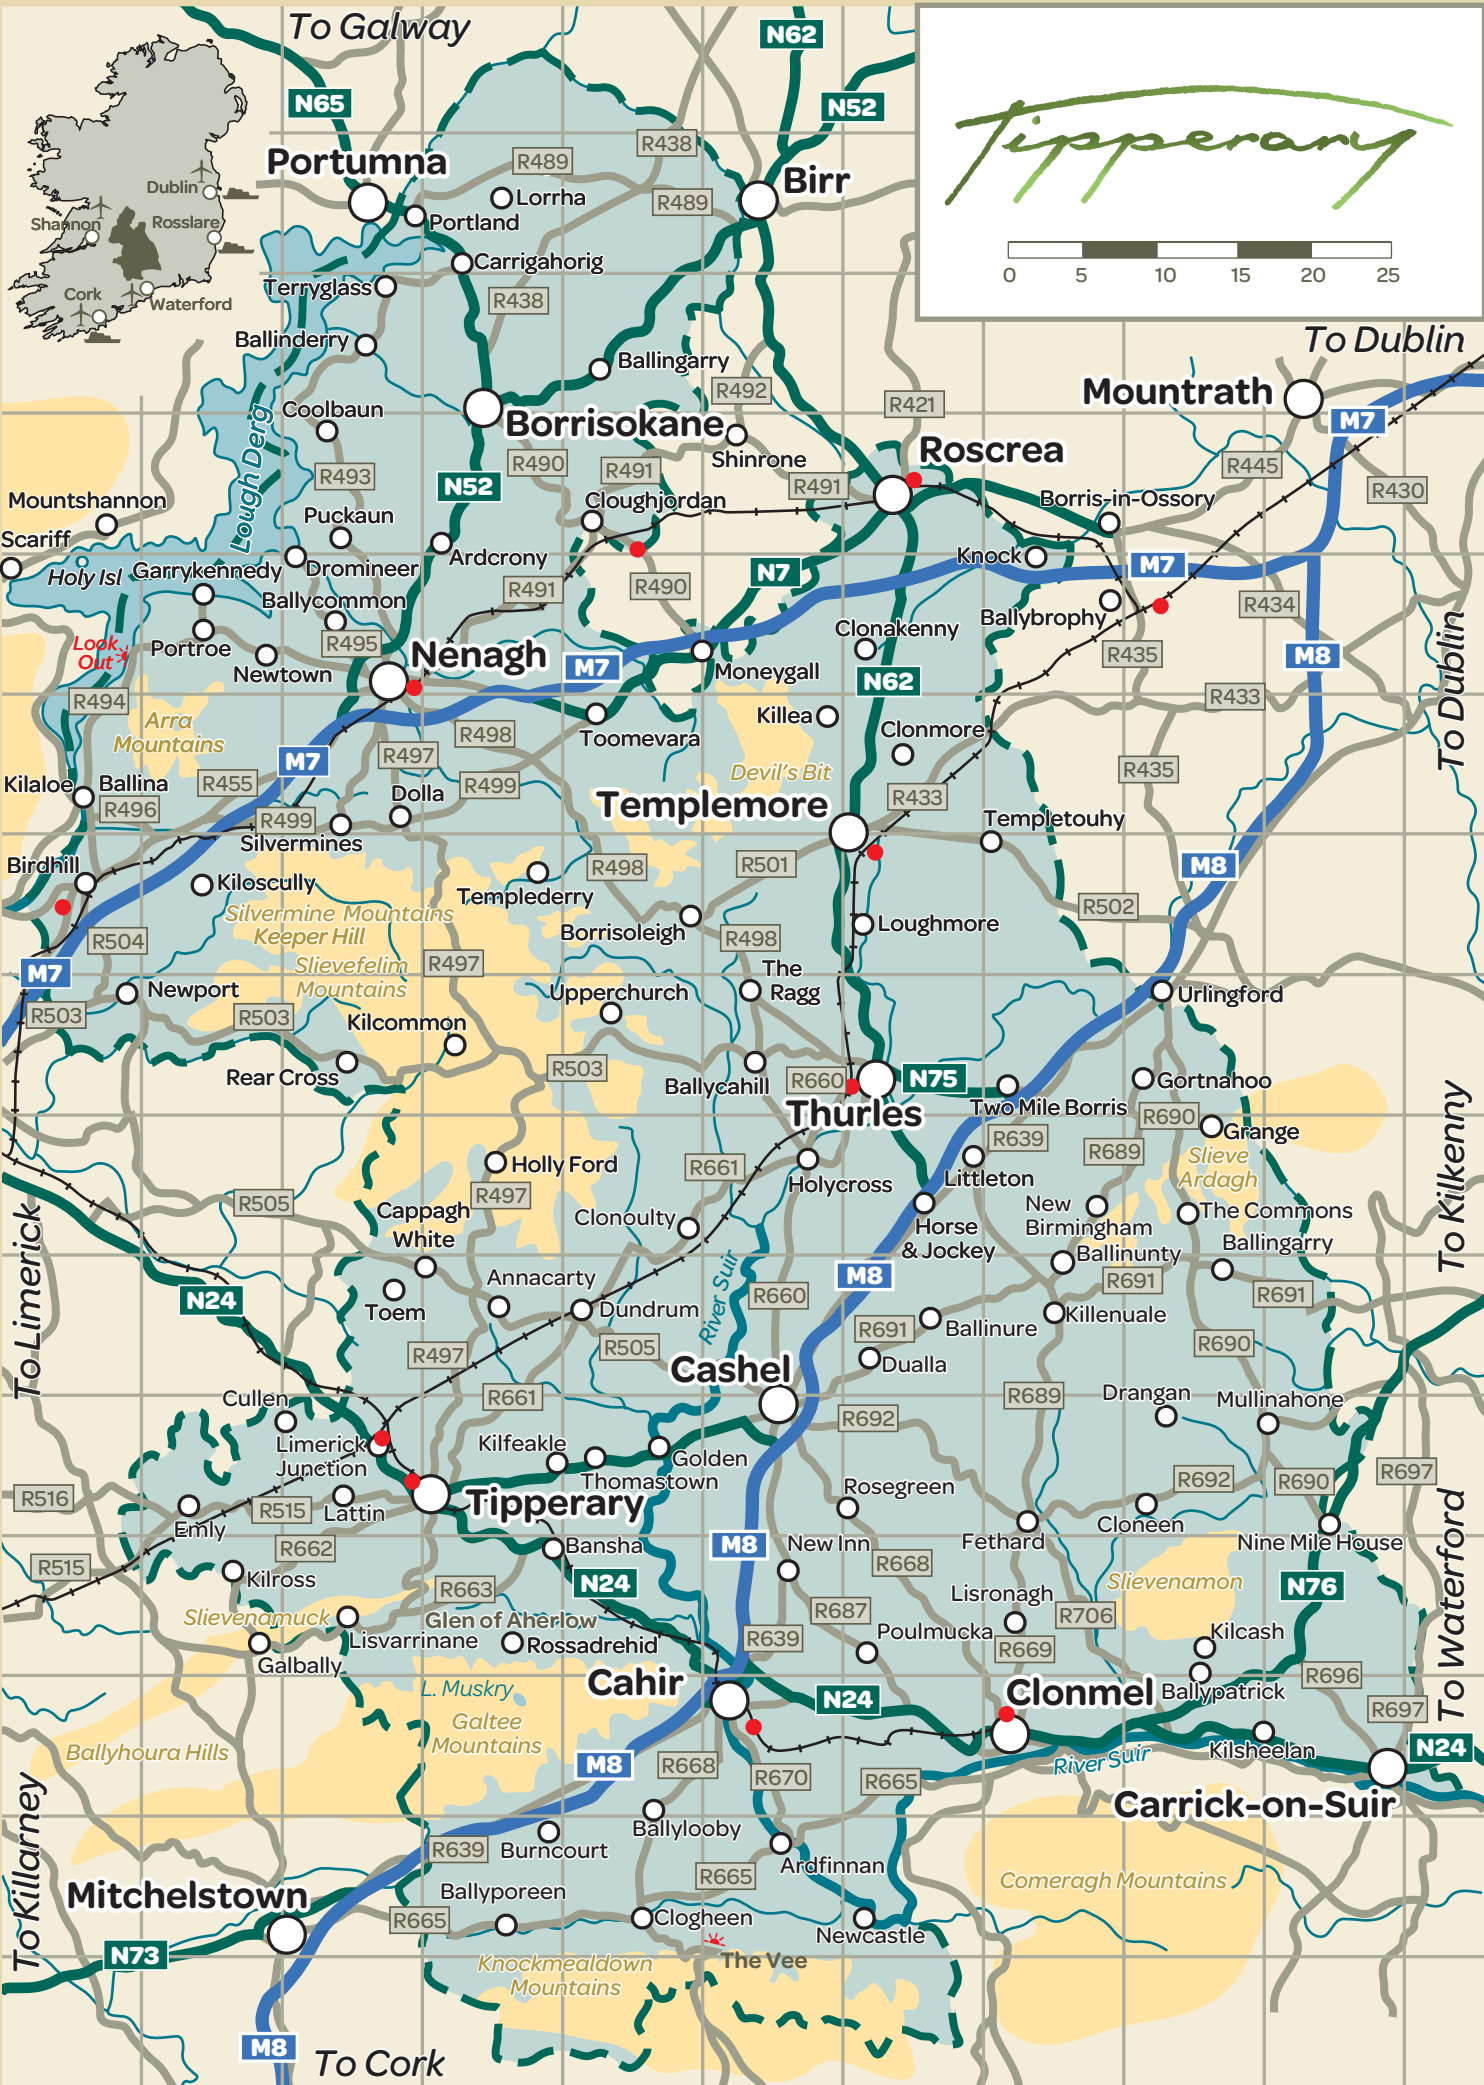 To Galway
N62
N65
N52
Tipperary
0 5 10 15 20 25
Dublin
Shannon
Rosslare
Cork
Waterford
Portumna
R489
R438
Birr
Lorrha
R489
Portland
Carrigahorig
Terryglass
R438
Ballinderry
To Dublin
Ballingarry
Mountrath
R492
R421
Coolbaun
Borrisokane
M7
Lough Derg
Shinrone
Roscrea
R445
R490
R491
R493
N52
R491
R430
Mountshannon
Cloughjordan
Borris-in-Ossory
Puckaun
Scariff
Ardcrony
Knock
M7
Holy Isl
Garrykennedy
Dromineer
N7
R491
R490
Ballycommon
R434
Ballybrophy
Look
Out
Portroe
R495
Clonakenny
R435
M8
Newtown
Nenagh
M7
Moneygall
N62
To Dublin
R494
Arra
Mountains
Killea
R433
Toomevara
Clonmore
R498
R497
M7
Devil's Bit
R435
Kilaloe
Ballina
R455
R499
Dolla
R433
R496
Templemore
R499
Silvermines
Templetouhy
Birdhill
Kiloscully
Templederry
R498
R501
M8
Silvermine Mountains
Keeper Hill
Borrisoleigh
Loughmore
R502
R504
R498
Slievefelim
Mountains
R497
M7
The
Ragg
Newport
Upperchurch
Urlingford
R503
R503
Kilcommon
Rear Cross
R503
Ballycahill
R660
N75
Gortnahoo
Thurles
Two Mile Borris
R690
Grange
To Kilkenny
R639
R689
Slieve
Ardagh
Holly Ford
R661
Littleton
Holycross
R505
R497
New
Birmingham
The Commons
Cappagh
White
Clonoulty
Horse
& Jockey
Ballingarry
Ballinunty
To Limerick
Annacarty
M8
R691
N24
Toem
Dundrum
River Suir
R660
R691
Killenuale
R691
Ballinure
R690
R497
R505
Dualla
Cashel
R661
R689
Drangan
Mullinahone
Cullen
R692
Limerick
Junction
Kilfeakle
Golden
Thomastown
R697
R516
R692
R690
Rosegreen
Emly
R515
Lattin
Tipperary
Fethard
Cloneen
Nine Mile House
R662
Bansha
M8
New Inn
R668
R515
Kilross
R663
N24
Slievenamon
N76
Lisronagh
R706
Slievenamuck
Glen of Aherlow
R687
Lisvarrinane
Rossadrehid
R639
Poulmucka
R669
Kilcash
To Waterford
Galbally
Cahir
R696
L. Muskry
N24
Clonmel
Ballypatrick
R697
Galtee
Mountains
Ballyhoura Hills
M8
R668
R670
R665
River Suir
Kilsheelan
N24
Carrick-on-Suir
To Killarney
Ballylooby
R639
Burncourt
Ardfinnan
R665
Comeragh Mountains
Mitchelstown
Ballyporeen
R665
Clogheen
Newcastle
N73
Knockmealdown
Mountains
The Vee
M8
To Cork